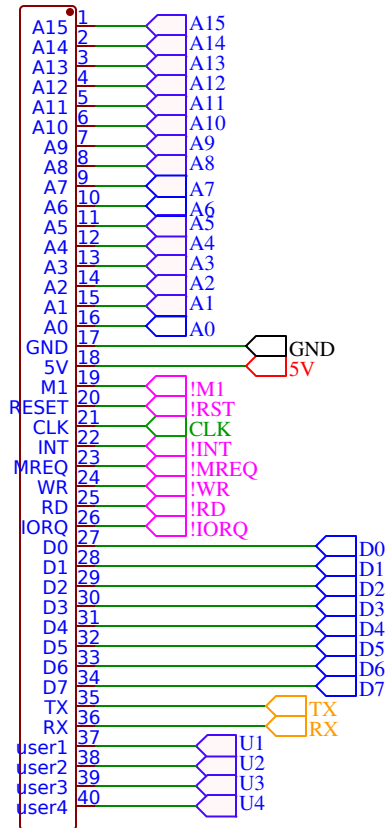 A15 1 A15
A14 2 A14
A13 3 A13
A12 4 A12
A11 5 A11
A10 6 A10
A9 7 A9
A8 8 A8
A7 9 A7
A6 10 A6
A5 11 A5
A4 12 A4
A3 13 A3
A2 14 A2
A1 15 A1
A0 16 A0
GND 17 GND
5V 18 5V
M1 19 !M1
RESET 20 !RST
CLK 21 CLK
INT 22 !INT
MREQ 23 !MREQ
WR 24 !WR
RD 25 !RD
IORQ 26 !IORQ
D0 27 D0
D1 28 D1
D2 29 D2
D3 30 D3
D4 31 D4
D5 32 D5
D6 33 D6
D7 34 D7
TX 35 TX
RX 36 RX
user1 37 U1
user2 38 U2
user3 39 U3
user4 40 U4